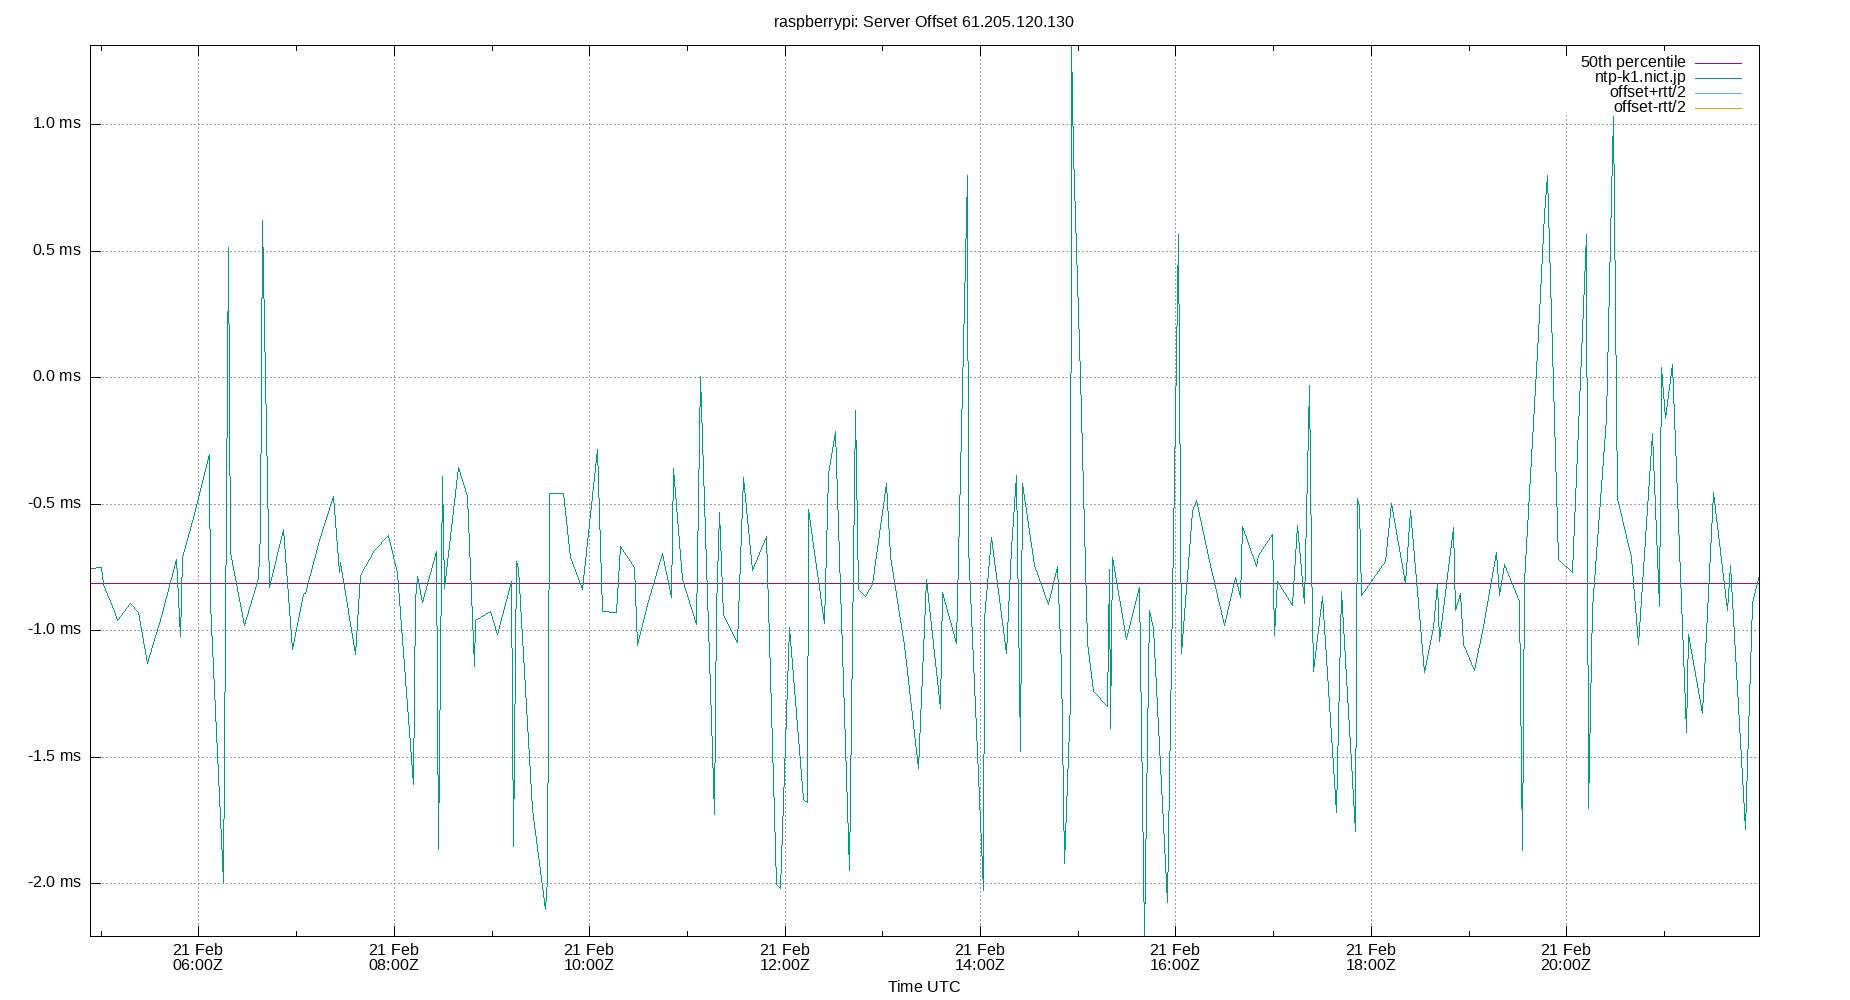 raspberrypi: Server Offset 61.205.120.130
50th percentile
ntp-k1.nict.jp
offset+rtt/2
offset-rtt/2
1.0 ms
0.5 ms
0.0 ms
-0.5 ms
-1.0 ms
-1.5 ms
-2.0 ms
21 Feb 21 Feb 21 Feb 21 Feb 21 Feb 21 Feb 21 Feb 21 Feb
06:00Z 08:00Z 10:00Z 12:00Z 14:00Z 16:00Z 18:00Z 20:00Z
Time UTC